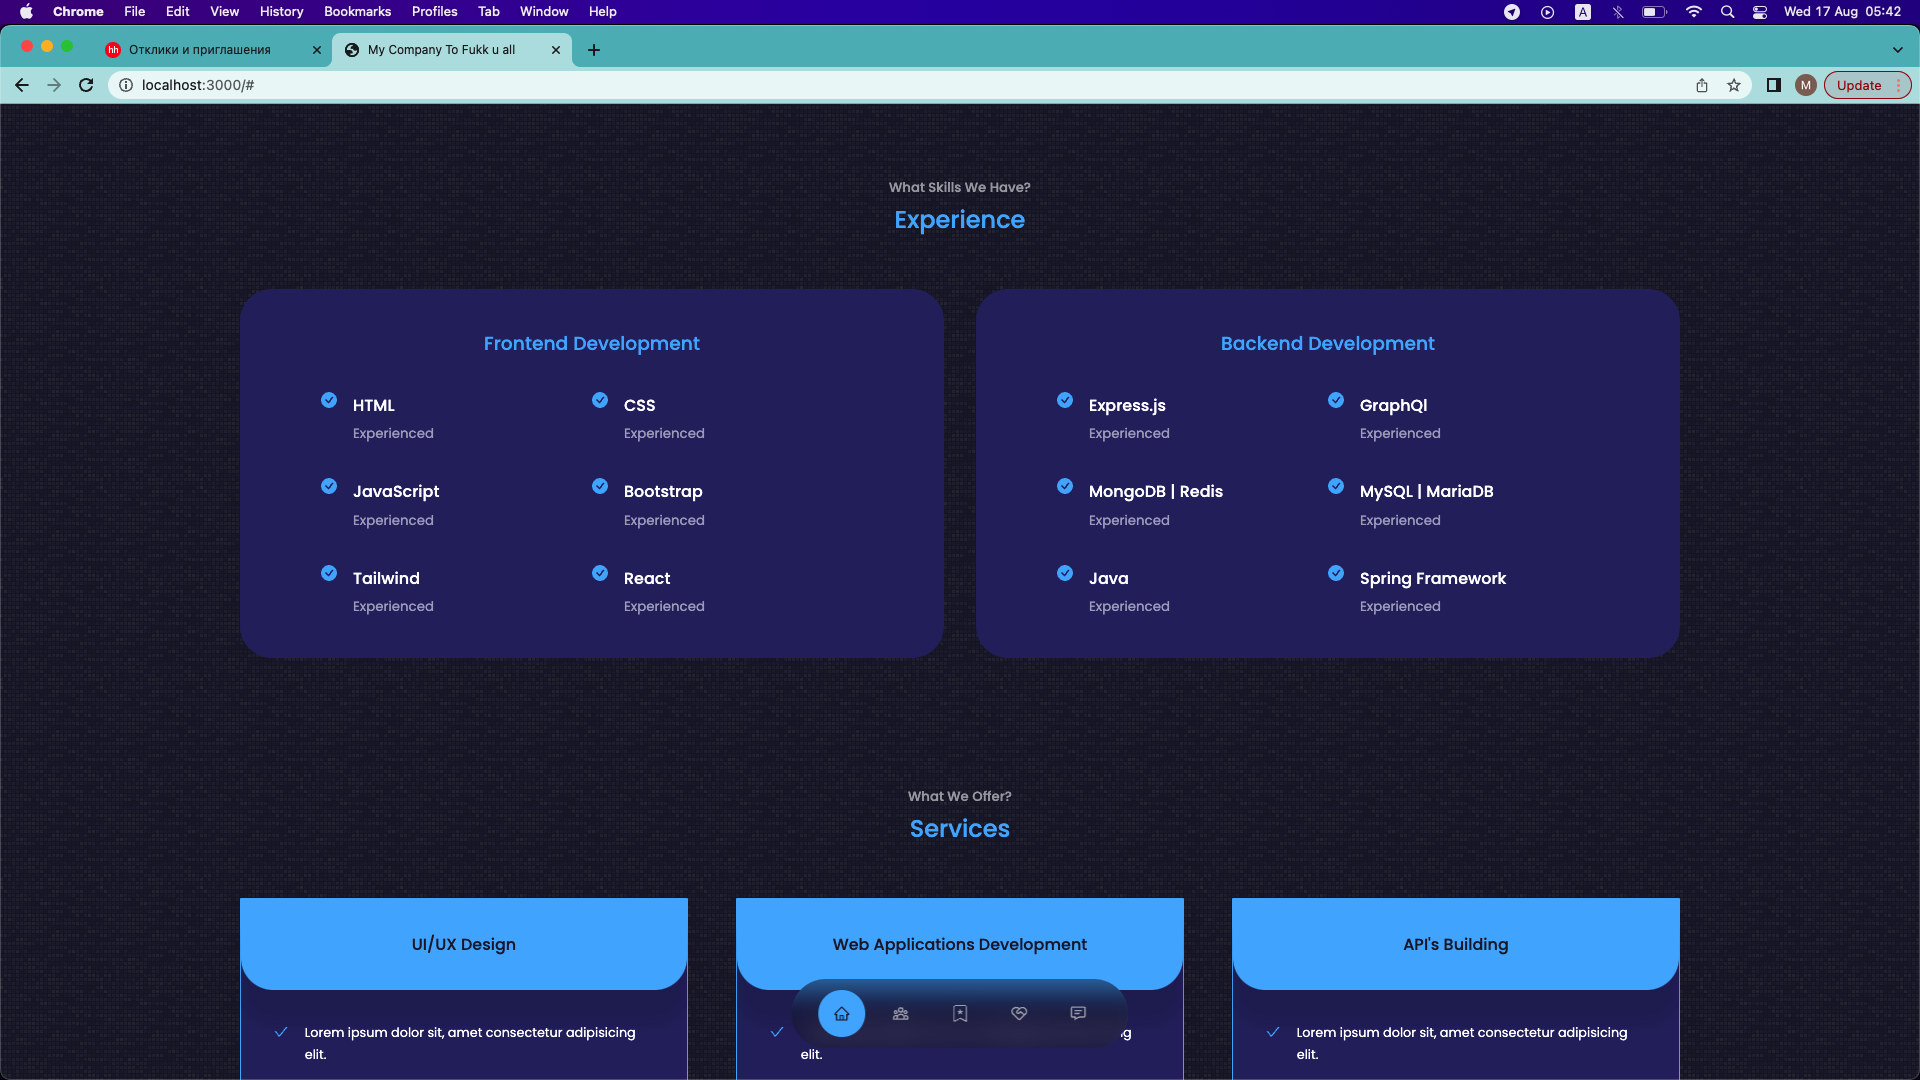 Chrome File Edit View History Bookmarks Profiles Tab Window Help A Wed 17 Aug 05:42
hh Отклики и приглашения My Company To Fukk u all
localhost:3000/# M Update
What Skills We Have?
Experience
Frontend Development Backend Development
HTML CSS Express.js GraphQl
Experienced Experienced Experienced Experienced
JavaScript Bootstrap MongoDB | Redis MySQL | MariaDB
Experienced Experienced Experienced Experienced
Tailwind React Java Spring Framework
Experienced Experienced Experienced Experienced
What We Offer?
Services
UI/UX Design Web Applications Development API's Building
Lorem ipsum dolor sit, amet consectetur adipisicing Lorem ipsum dolor sit, amet consectetur adipisicing
elit. elit. elit.